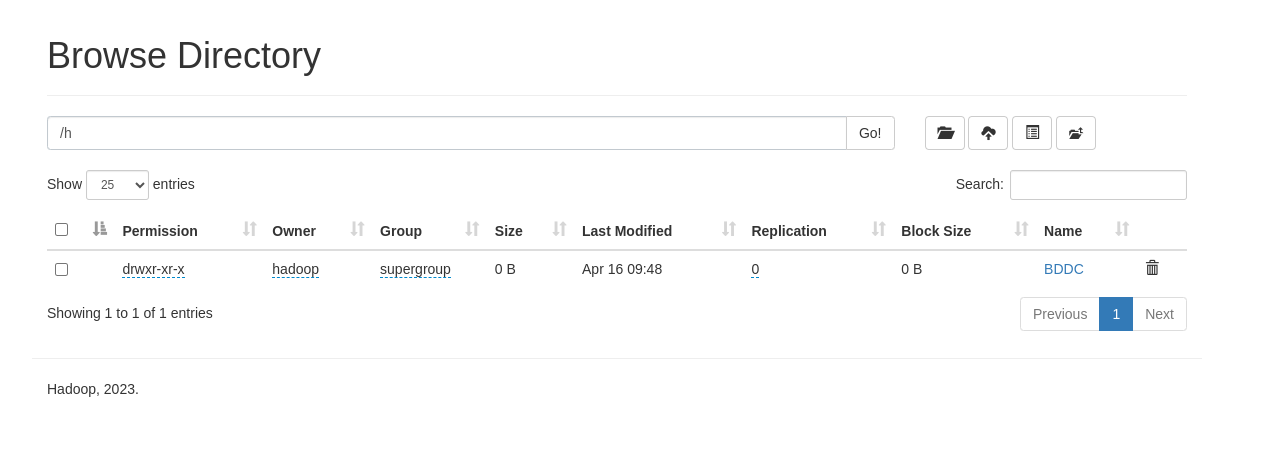 Browse Directory
/h Go!
Show 25 entries Search:
Permission Owner Group Size Last Modified Replication Block Size Name
drwxr-xr-x hadoop supergroup 0 B Apr 16 09:48 0 0 B BDDC
Showing 1 to 1 of 1 entries Previous 1 Next
Hadoop, 2023.